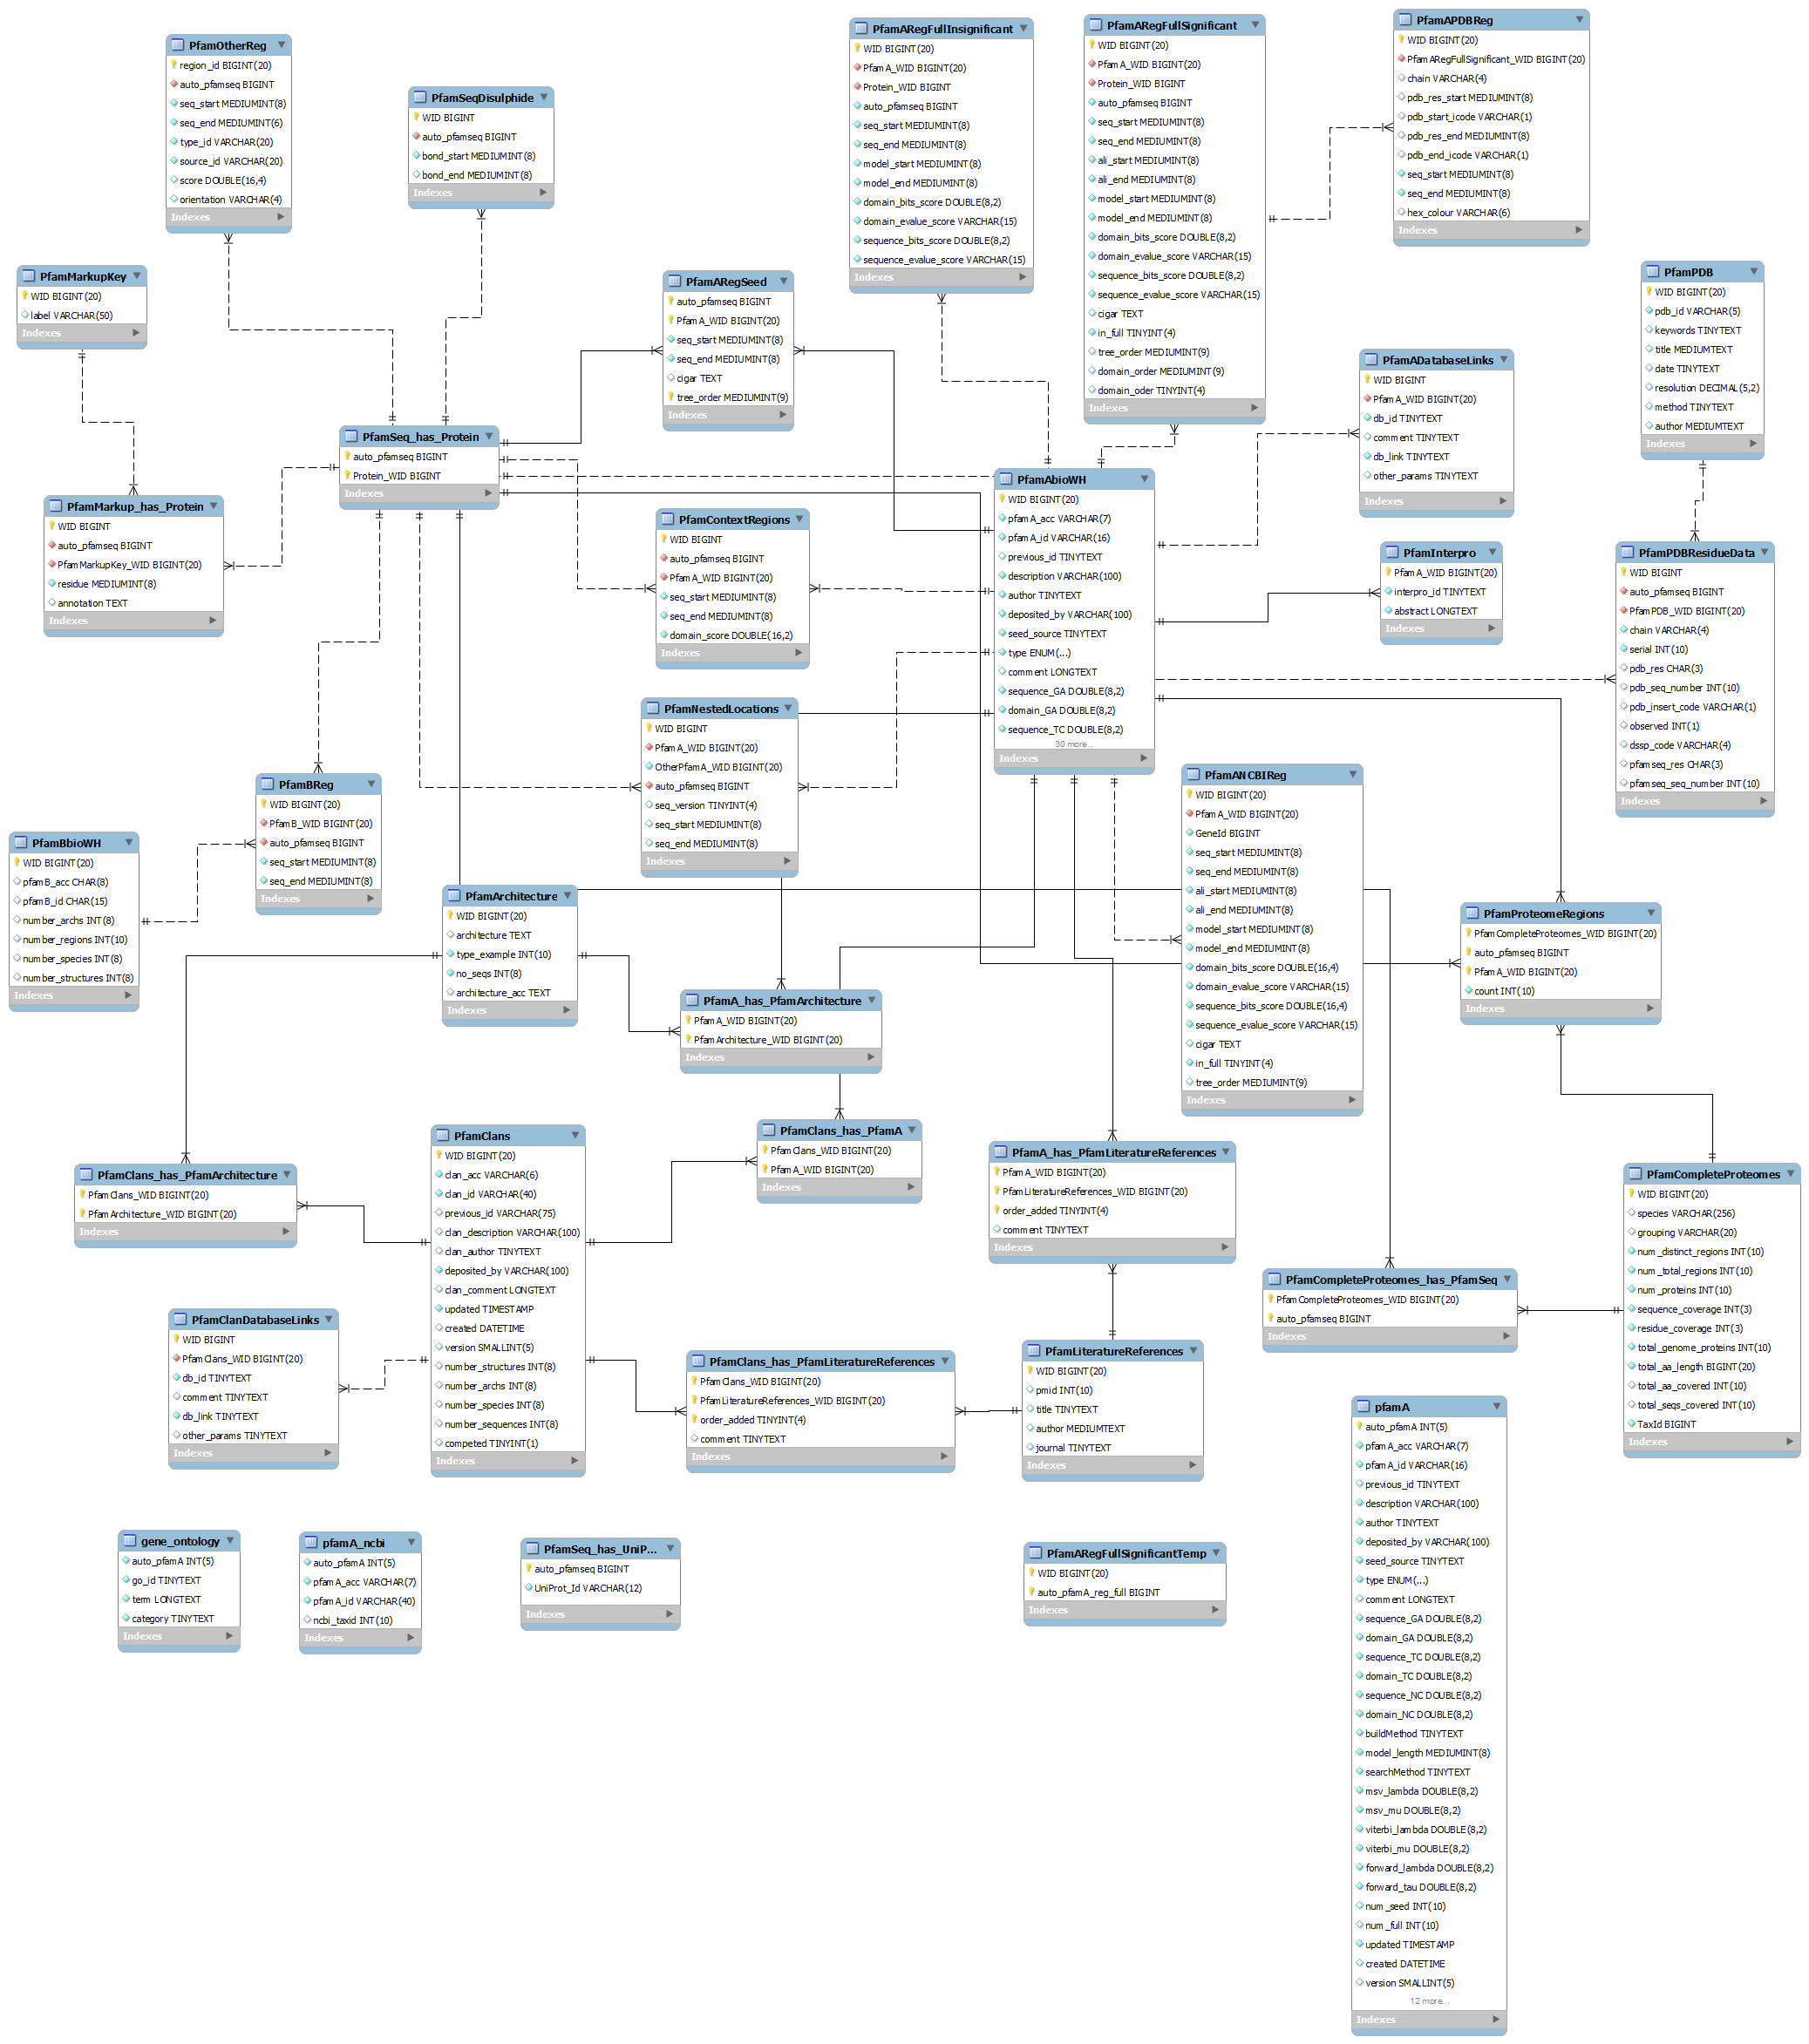 PfamOtherReg
region_id BIGINT(20)
auto_pfamseq BIGINT
seq_start MEDIUMINT(8)
seq_end MEDIUMINT(6)
type_id VARCHAR(20)
source_id VARCHAR(20)
score DOUBLE(16,4)
orientation VARCHAR(4)
Indexes
PfamSeqDisulphide
WID BIGINT
auto_pfamseq BIGINT
bond_start MEDIUMINT(8)
bond_end MEDIUMINT(8)
Indexes
PfamARegFullInsignificant
WID BIGINT(20)
PfamA_WID BIGINT(20)
Protein_WID BIGINT
auto_pfamseq BIGINT
seq_start MEDIUMINT(8)
seq_end MEDIUMINT(8)
model_start MEDIUMINT(8)
model_end MEDIUMINT(8)
domain_bits_score DOUBLE(8,2)
domain_evalue_score VARCHAR(15)
sequence_bits_score DOUBLE(8,2)
sequence_evalue_score VARCHAR(15)
Indexes
PfamARegFullSignificant
WID BIGINT(20)
PfamA_WID BIGINT(20)
Protein_WID BIGINT
auto_pfamseq BIGINT
seq_start MEDIUMINT(8)
seq_end MEDIUMINT(8)
ali_start MEDIUMINT(8)
ali_end MEDIUMINT(8)
model_start MEDIUMINT(8)
model_end MEDIUMINT(8)
domain_bits_score DOUBLE(8,2)
domain_evalue_score VARCHAR(15)
sequence_bits_score DOUBLE(8,2)
sequence_evalue_score VARCHAR(15)
cigar TEXT
in_full TINYINT(4)
tree_order MEDIUMINT(9)
domain_order MEDIUMINT(9)
domain_oder TINYINT(4)
Indexes
PfamAPDBReg
WID BIGINT(20)
PfamARegFullSignificant_WID BIGINT(20)
chain VARCHAR(4)
pdb_res_start MEDIUMINT(8)
pdb_start_icode VARCHAR(1)
pdb_res_end MEDIUMINT(8)
pdb_end_icode VARCHAR(1)
seq_start MEDIUMINT(8)
seq_end MEDIUMINT(8)
hex_colour VARCHAR(6)
Indexes
PfamMarkupKey
WID BIGINT(20)
label VARCHAR(50)
Indexes
PfamARegSeed
auto_pfamseq BIGINT
PfamA_WID BIGINT(20)
seq_start MEDIUMINT(8)
seq_end MEDIUMINT(8)
cigar TEXT
tree_order MEDIUMINT(9)
Indexes
PfamPDB
WID BIGINT(20)
pdb_id VARCHAR(5)
keywords TINYTEXT
title MEDIUMTEXT
date TINYTEXT
resolution DECIMAL(5,2)
method TINYTEXT
author MEDIUMTEXT
Indexes
PfamADatabaseLinks
WID BIGINT
PfamA_WID BIGINT(20)
db_id TINYTEXT
comment TINYTEXT
db_link TINYTEXT
other_params TINYTEXT
Indexes
PfamSeq_has_Protein
auto_pfamseq BIGINT
Protein_WID BIGINT
Indexes
PfamMarkup_has_Protein
WID BIGINT
auto_pfamseq BIGINT
PfamMarkupKey_WID BIGINT(20)
residue MEDIUMINT(8)
annotation TEXT
Indexes
PfamContextRegions
WID BIGINT
auto_pfamseq BIGINT
PfamA_WID BIGINT(20)
seq_start MEDIUMINT(8)
seq_end MEDIUMINT(8)
domain_score DOUBLE(16,2)
Indexes
PfamAbioWH
WID BIGINT(20)
pfamA_acc VARCHAR(7)
pfamA_id VARCHAR(16)
previous_id TINYTEXT
description VARCHAR(100)
author TINYTEXT
deposited_by VARCHAR(100)
seed_source TINYTEXT
type ENUM(...)
comment LONGTEXT
sequence_GA DOUBLE(8,2)
domain_GA DOUBLE(8,2)
sequence_TC DOUBLE(8,2)
30 more...
Indexes
PfamInterpro
PfamA_WID BIGINT(20)
interpro_id TINYTEXT
abstract LONGTEXT
Indexes
PfamPDBResidueData
WID BIGINT
auto_pfamseq BIGINT
PfamPDB_WID BIGINT(20)
chain VARCHAR(4)
serial INT(10)
pdb_res CHAR(3)
pdb_seq_number INT(10)
pdb_insert_code VARCHAR(1)
observed INT(1)
dssp_code VARCHAR(4)
pfamseq_res CHAR(3)
pfamseq_seq_number INT(10)
Indexes
PfamNestedLocations
WID BIGINT
PfamA_WID BIGINT(20)
OtherPfamA_WID BIGINT(20)
auto_pfamseq BIGINT
seq_version TINYINT(4)
seq_start MEDIUMINT(8)
seq_end MEDIUMINT(8)
Indexes
PfamBReg
WID BIGINT(20)
PfamB_WID BIGINT(20)
auto_pfamseq BIGINT
seq_start MEDIUMINT(8)
seq_end MEDIUMINT(8)
Indexes
PfamANCBIReg
WID BIGINT(20)
PfamA_WID BIGINT(20)
GeneId BIGINT
seq_start MEDIUMINT(8)
seq_end MEDIUMINT(8)
ali_start MEDIUMINT(8)
ali_end MEDIUMINT(8)
model_start MEDIUMINT(8)
model_end MEDIUMINT(8)
domain_bits_score DOUBLE(16,4)
domain_evalue_score VARCHAR(15)
sequence_bits_score DOUBLE(16,4)
sequence_evalue_score VARCHAR(15)
cigar TEXT
in_full TINYINT(4)
tree_order MEDIUMINT(9)
Indexes
PfamBbioWH
WID BIGINT(20)
pfamB_acc CHAR(8)
pfamB_id CHAR(15)
number_archs INT(8)
number_regions INT(10)
number_species INT(8)
number_structures INT(8)
Indexes
PfamArchitecture
WID BIGINT(20)
architecture TEXT
type_example INT(10)
no_seqs INT(8)
architecture_acc TEXT
Indexes
PfamProteomeRegions
PfamCompleteProteomes_WID BIGINT(20)
auto_pfamseq BIGINT
PfamA_WID BIGINT(20)
count INT(10)
Indexes
PfamA_has_PfamArchitecture
PfamA_WID BIGINT(20)
PfamArchitecture_WID BIGINT(20)
Indexes
PfamClans_has_PfamA
PfamClans_WID BIGINT(20)
PfamA_WID BIGINT(20)
Indexes
PfamClans
WID BIGINT(20)
clan_acc VARCHAR(6)
clan_id VARCHAR(40)
previous_id VARCHAR(75)
clan_description VARCHAR(100)
clan_author TINYTEXT
deposited_by VARCHAR(100)
clan_comment LONGTEXT
updated TIMESTAMP
created DATETIME
version SMALLINT(5)
number_structures INT(8)
number_archs INT(8)
number_species INT(8)
number_sequences INT(8)
competed TINYINT(1)
Indexes
PfamA_has_PfamLiteratureReferences
PfamA_WID BIGINT(20)
PfamLiteratureReferences_WID BIGINT(20)
order_added TINYINT(4)
comment TINYTEXT
Indexes
PfamClans_has_PfamArchitecture
PfamClans_WID BIGINT(20)
PfamArchitecture_WID BIGINT(20)
Indexes
PfamCompleteProteomes
WID BIGINT(20)
species VARCHAR(256)
grouping VARCHAR(20)
num_distinct_regions INT(10)
num_total_regions INT(10)
num_proteins INT(10)
sequence_coverage INT(3)
residue_coverage INT(3)
total_genome_proteins INT(10)
total_aa_length BIGINT(20)
total_aa_covered INT(10)
total_seqs_covered INT(10)
TaxId BIGINT
Indexes
PfamCompleteProteomes_has_PfamSeq
PfamCompleteProteomes_WID BIGINT(20)
auto_pfamseq BIGINT
Indexes
PfamClanDatabaseLinks
WID BIGINT
PfamClans_WID BIGINT(20)
db_id TINYTEXT
comment TINYTEXT
db_link TINYTEXT
other_params TINYTEXT
Indexes
PfamClans_has_PfamLiteratureReferences
PfamClans_WID BIGINT(20)
PfamLiteratureReferences_WID BIGINT(20)
order_added TINYINT(4)
comment TINYTEXT
Indexes
PfamLiteratureReferences
WID BIGINT(20)
pmid INT(10)
title TINYTEXT
author MEDIUMTEXT
journal TINYTEXT
Indexes
pfamA
auto_pfamA INT(5)
pfamA_acc VARCHAR(7)
pfamA_id VARCHAR(16)
previous_id TINYTEXT
description VARCHAR(100)
author TINYTEXT
deposited_by VARCHAR(100)
seed_source TINYTEXT
type ENUM(...)
comment LONGTEXT
sequence_GA DOUBLE(8,2)
domain_GA DOUBLE(8,2)
sequence_TC DOUBLE(8,2)
domain_TC DOUBLE(8,2)
sequence_NC DOUBLE(8,2)
domain_NC DOUBLE(8,2)
buildMethod TINYTEXT
model_length MEDIUMINT(8)
searchMethod TINYTEXT
msv_lambda DOUBLE(8,2)
msv_mu DOUBLE(8,2)
viterbi_lambda DOUBLE(8,2)
viterbi_mu DOUBLE(8,2)
forward_lambda DOUBLE(8,2)
forward_tau DOUBLE(8,2)
num_seed INT(10)
num_full INT(10)
updated TIMESTAMP
created DATETIME
version SMALLINT(5)
12 more...
Indexes
gene_ontology
auto_pfamA INT(5)
go_id TINYTEXT
term LONGTEXT
category TINYTEXT
Indexes
pfamA_ncbi
auto_pfamA INT(5)
pfamA_acc VARCHAR(7)
pfamA_id VARCHAR(40)
ncbi_taxid INT(10)
Indexes
PfamSeq_has_UniP...
auto_pfamseq BIGINT
UniProt_Id VARCHAR(12)
Indexes
PfamARegFullSignificantTemp
WID BIGINT(20)
auto_pfamA_reg_full BIGINT
Indexes